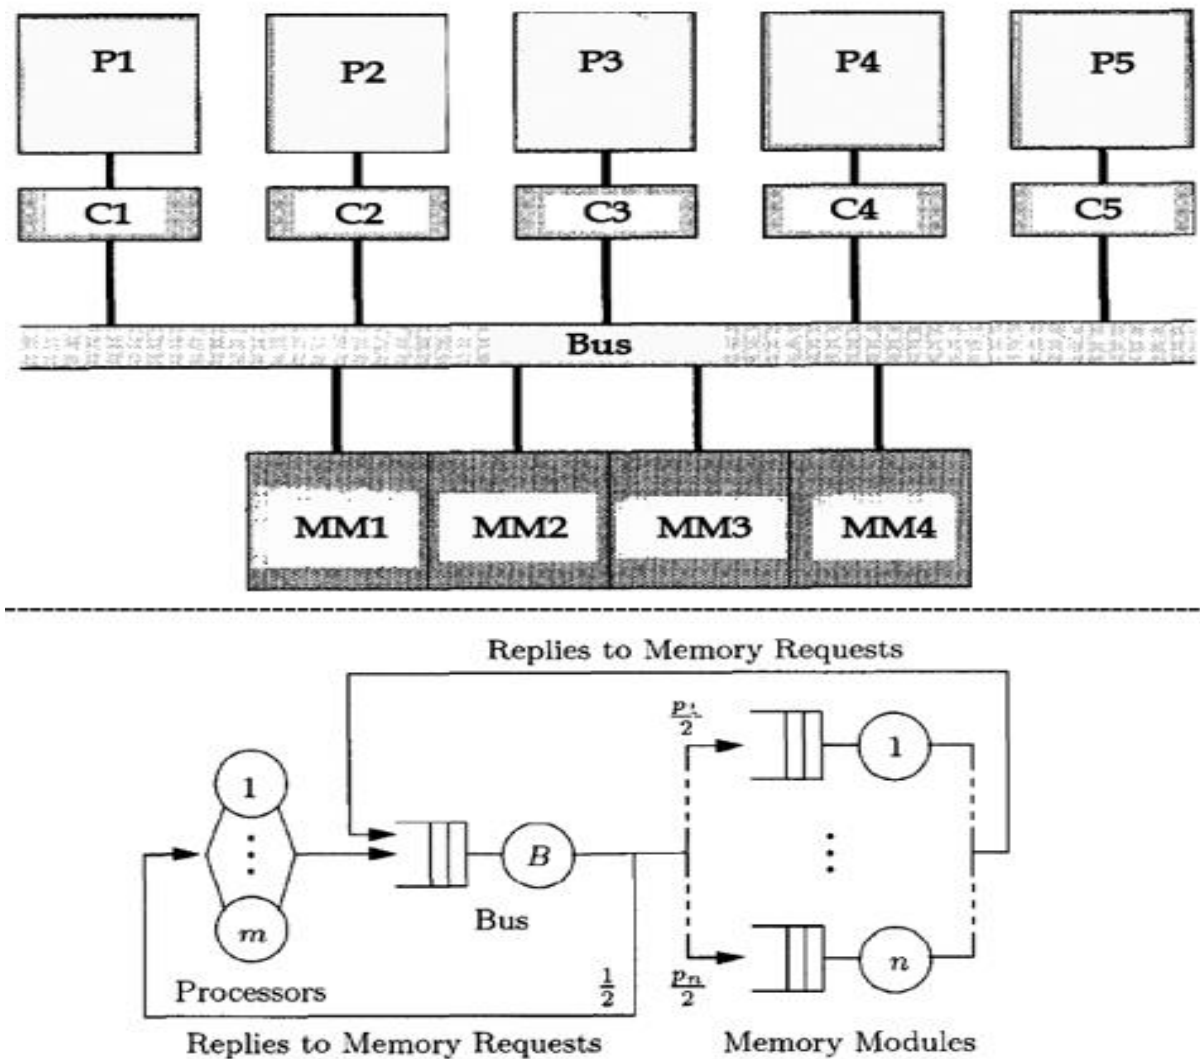 P1 P2 P3 P4 P5
C1 C2 C3 C4 C5
Bus
MM1 MM2 MM3 MM4
Replies to Memory Requests
1
⋮
m
Processors
B
Bus
1/2
Replies to Memory Requests
1
p₁/2
⋮
n
pₙ/2
Memory Modules